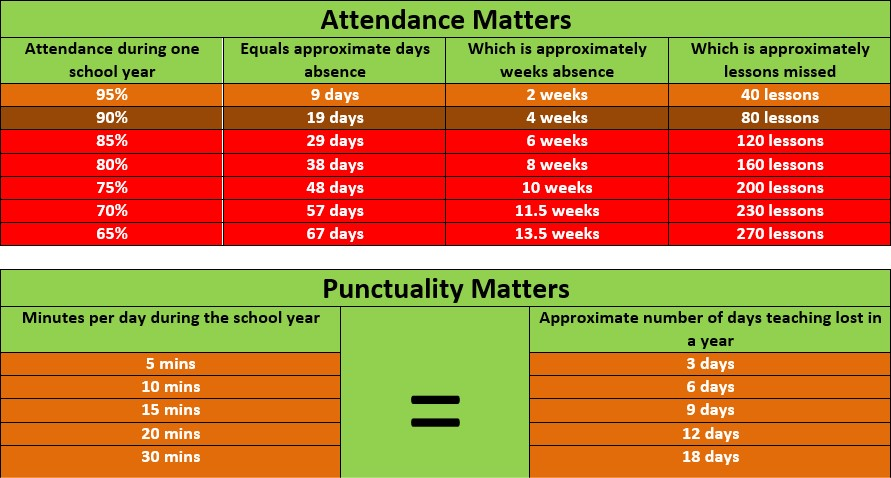 Attendance Matters
Attendance during one school year Equals approximate days absence Which is approximately weeks absence Which is approximately lessons missed
95% 9 days 2 weeks 40 lessons
90% 19 days 4 weeks 80 lessons
85% 29 days 6 weeks 120 lessons
80% 38 days 8 weeks 160 lessons
75% 48 days 10 weeks 200 lessons
70% 57 days 11.5 weeks 230 lessons
65% 67 days 13.5 weeks 270 lessons
Punctuality Matters
Minutes per day during the school year = Approximate number of days teaching lost in a year
5 mins 3 days
10 mins 6 days
15 mins 9 days
20 mins 12 days
30 mins 18 days